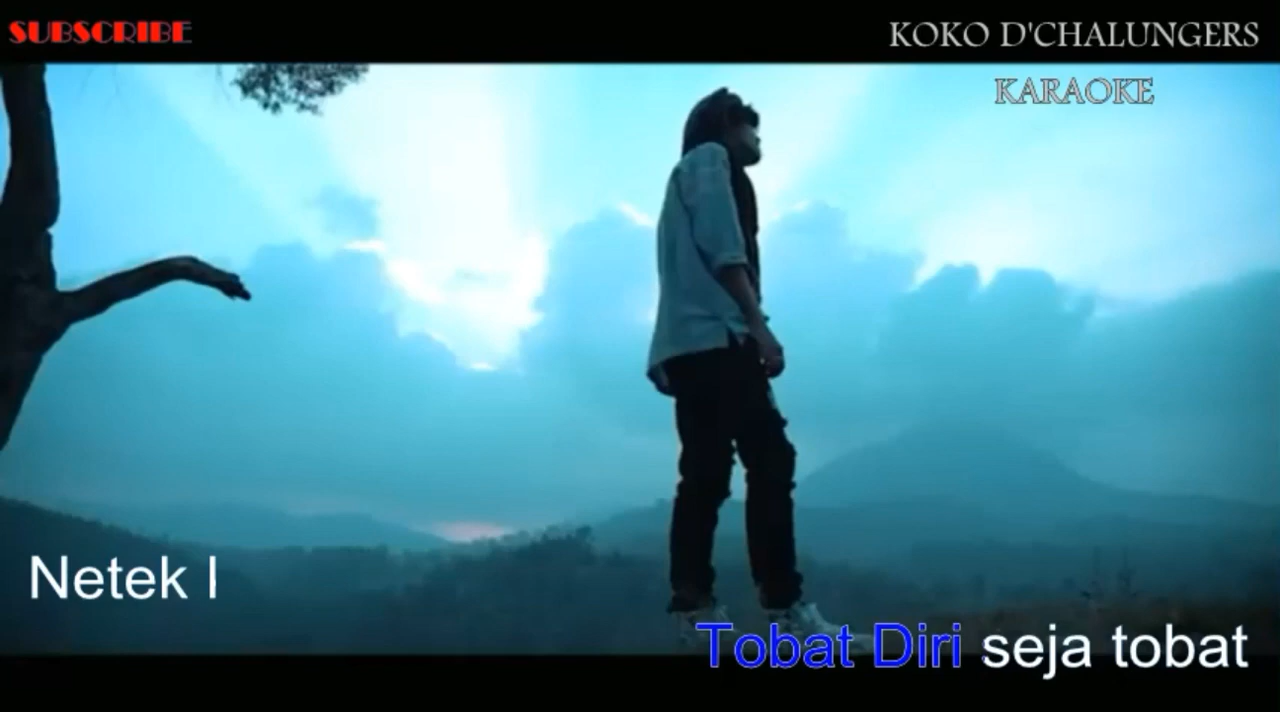 SUBSCRIBE
KOKO D'CHALUNGERS
KARAOKE
Netek
Tobat Diri seja tobat